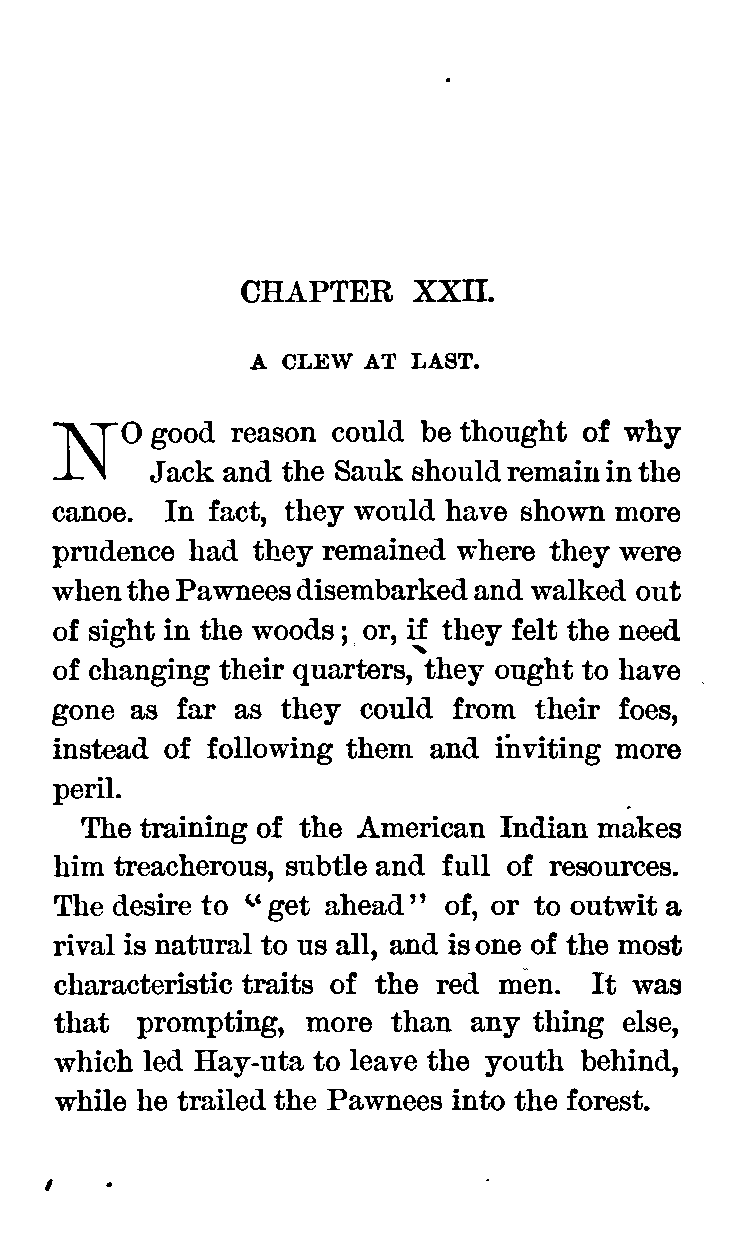 CHAPTER XXII.
A CLEW AT LAST.
NO good reason could be thought of why
Jack and the Sauk should remain in the
canoe. In fact, they would have shown more
prudence had they remained where they were
when the Pawnees disembarked and walked out
of sight in the woods; or, if they felt the need
of changing their quarters, they ought to have
gone as far as they could from their foes,
instead of following them and inviting more
peril.
The training of the American Indian makes
him treacherous, subtle and full of resources.
The desire to "get ahead" of, or to outwit a
rival is natural to us all, and is one of the most
characteristic traits of the red men. It was
that prompting, more than any thing else,
which led Hay-uta to leave the youth behind,
while he trailed the Pawnees into the forest.